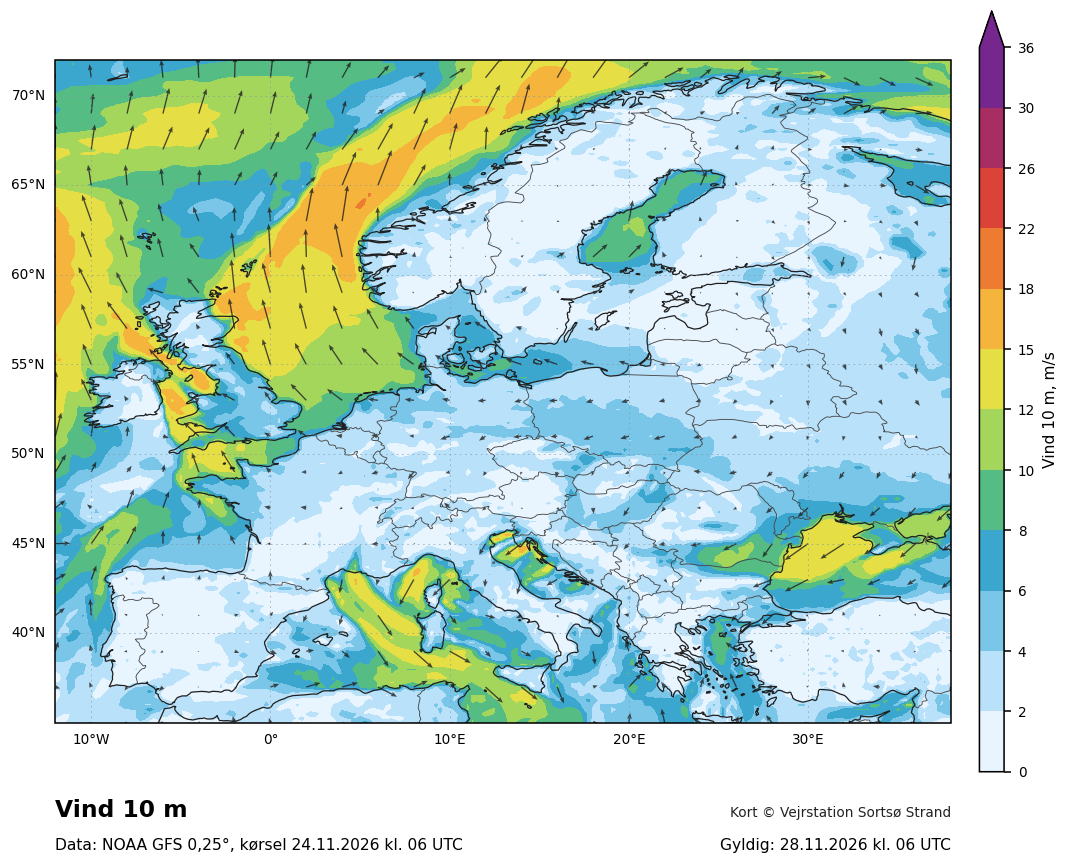 70°N
65°N
60°N
55°N
50°N
45°N
40°N
10°W
0°
10°E
20°E
30°E
36
30
26
22
18
15
12
10
8
6
4
2
0
Vind 10 m, m/s
Vind 10 m
Kort © Vejrstation Sortsø Strand
Data: NOAA GFS 0,25°, kørsel 24.11.2026 kl. 06 UTC
Gyldig: 28.11.2026 kl. 06 UTC